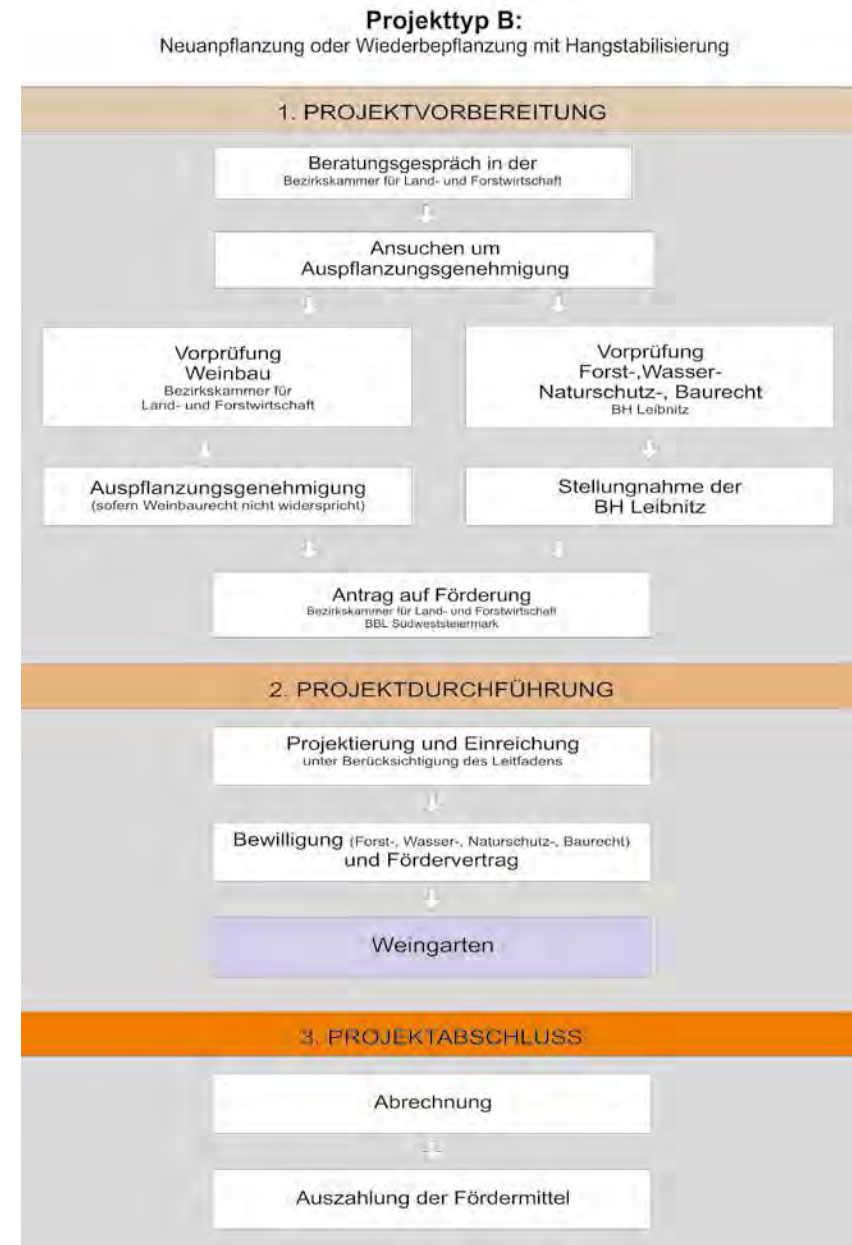 Projekttyp B:
Neuanpflanzung oder Wiederbepflanzung mit Hangstabilisierung
1. PROJEKTVORBEREITUNG
Beratungsgespräch in der
Bezirkskammer für Land- und Forstwirtschaft
Ansuchen um
Auspflanzungsgenehmigung
Vorprüfung
Weinbau
Bezirkskammer für
Land- und Forstwirtschaft
Vorprüfung
Forst-,Wasser-
Naturschutz-, Baurecht
BH Leibnitz
Auspflanzungsgenehmigung
(sofern Weinbaurecht nicht widerspricht)
Stellungnahme der
BH Leibnitz
Antrag auf Förderung
Bezirkskammer für Land- und Forstwirtschaft
BBL Südweststeiermark
2. PROJEKTDURCHFÜHRUNG
Projektierung und Einreichung
unter Berücksichtigung des Leitfadens
Bewilligung (Forst-, Wasser-, Naturschutz-, Baurecht)
und Fördervertrag
Weingarten
3. PROJEKTABSCHLUSS
Abrechnung
Auszahlung der Fördermittel